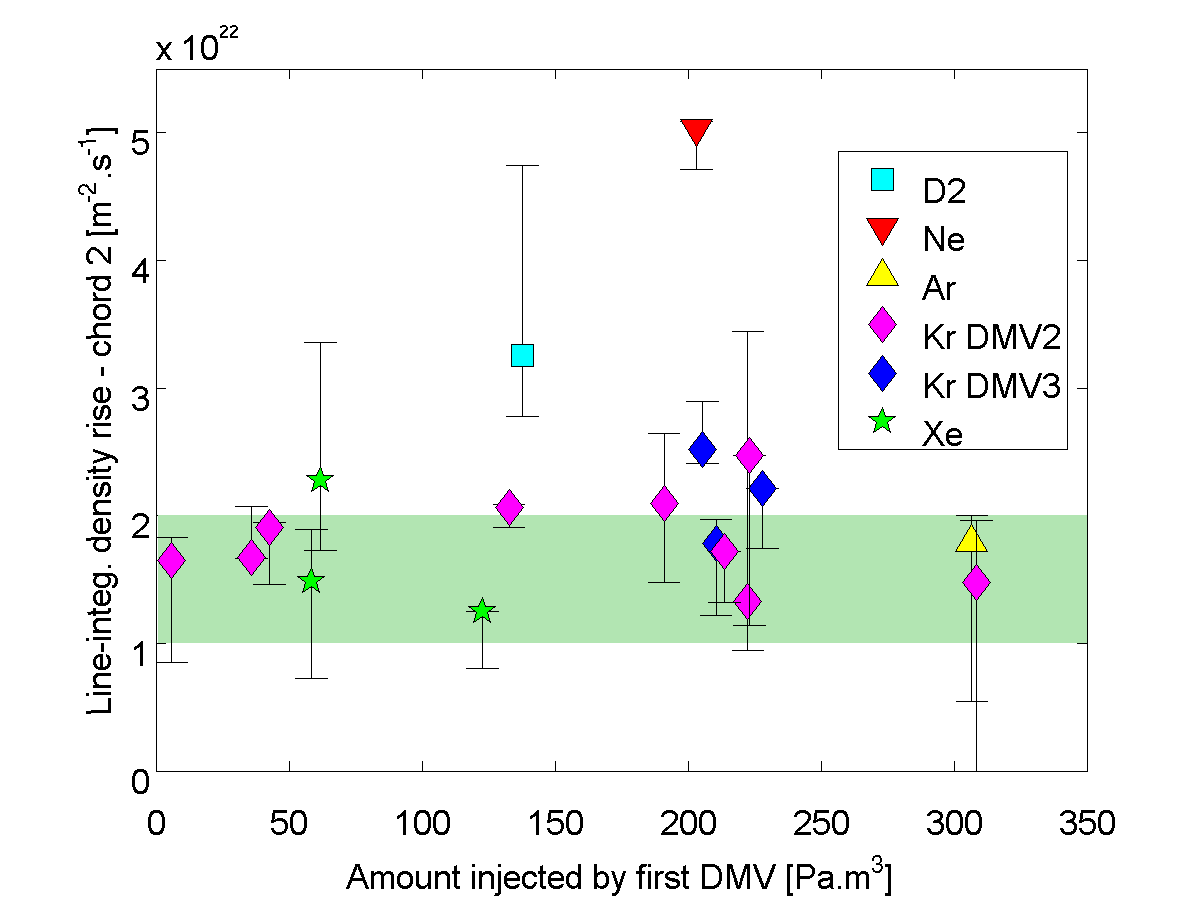 x 10^22
Line-integ. density rise - chord 2 [m^-2.s^-1]
5
4
3
2
1
0
0 50 100 150 200 250 300 350
Amount injected by first DMV [Pa.m^3]
D2
Ne
Ar
Kr DMV2
Kr DMV3
Xe